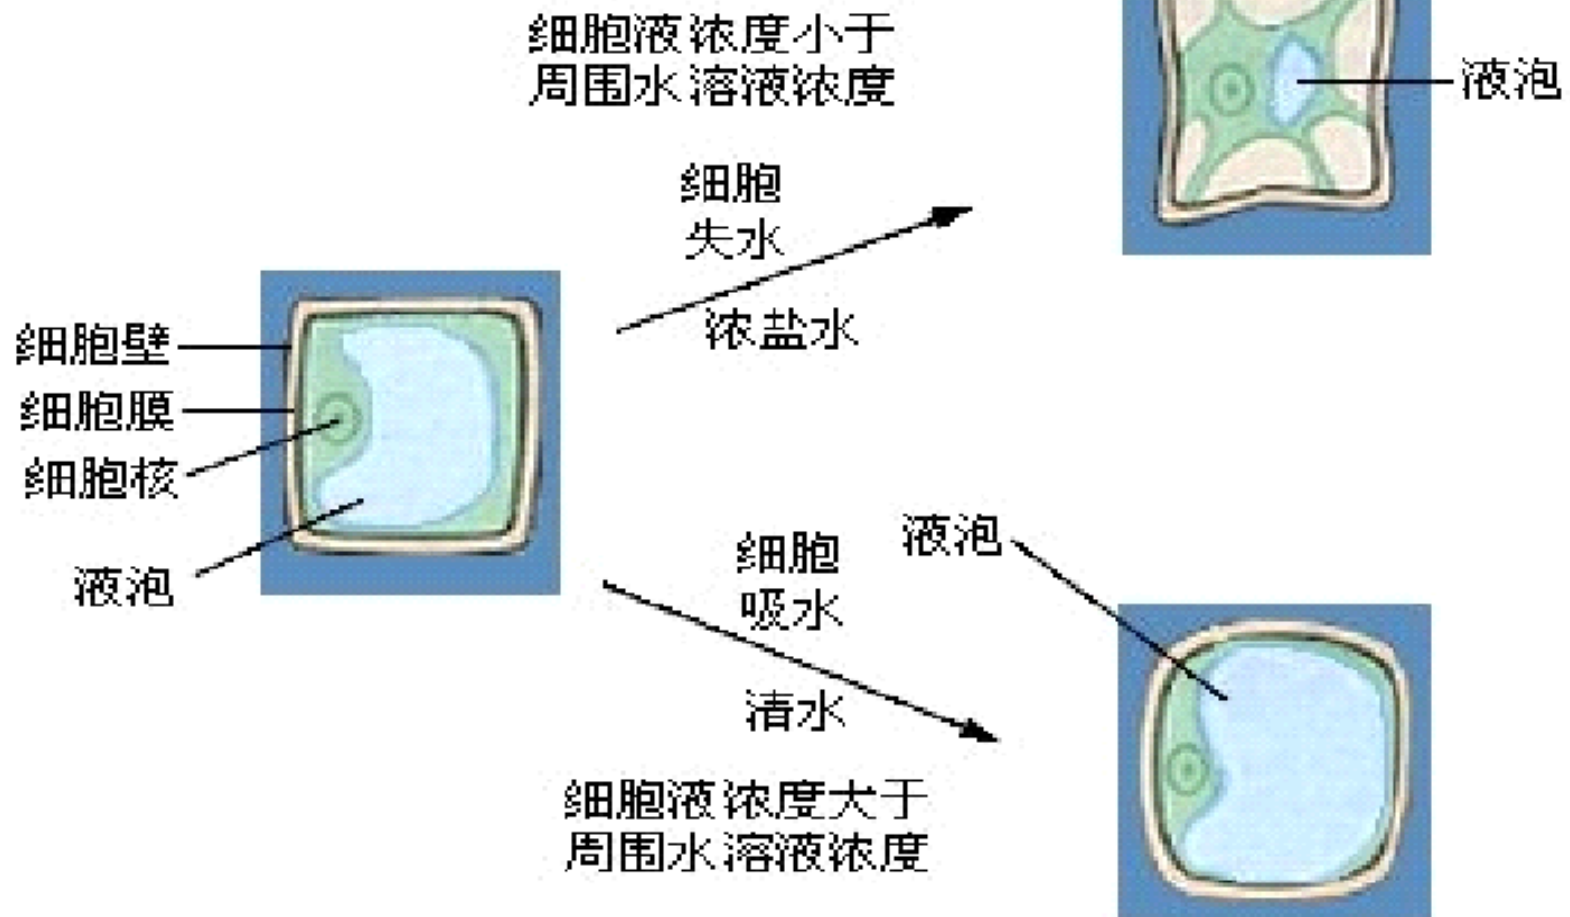 细胞液浓度小于
周围水溶液浓度
液泡
细胞
失水
浓盐水
细胞壁
细胞膜
细胞核
液泡
细胞
吸水
液泡
清水
细胞液浓度大于
周围水溶液浓度